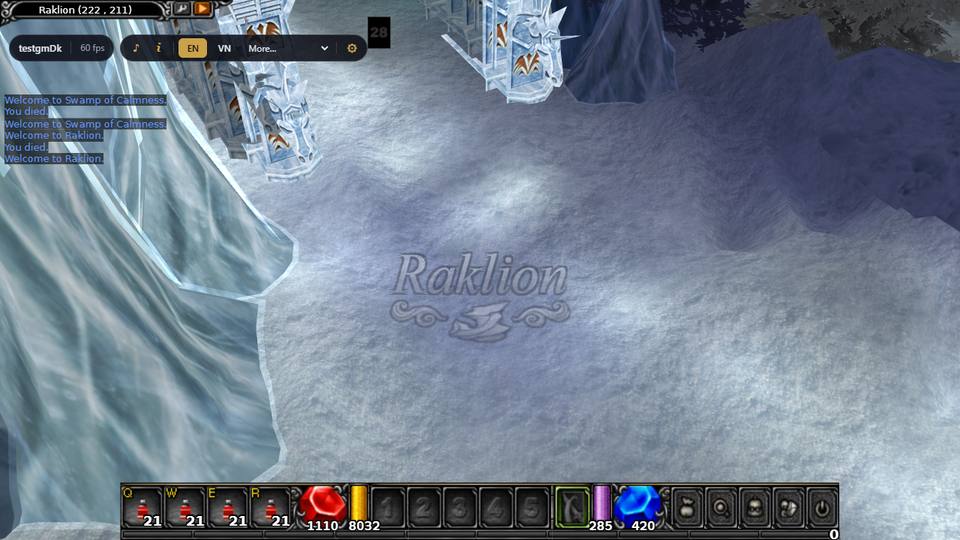 Raklion (222 , 211)
testgmDk 60 fps
i EN VN More...
28
Welcome to Swamp of Calmness.
You died.
Welcome to Swamp of Calmness.
Welcome to Raklion.
You died.
Welcome to Raklion.
Raklion
Q W E R
1 2 3 4 5
21 21 21 21 1110 8032 285 420
0